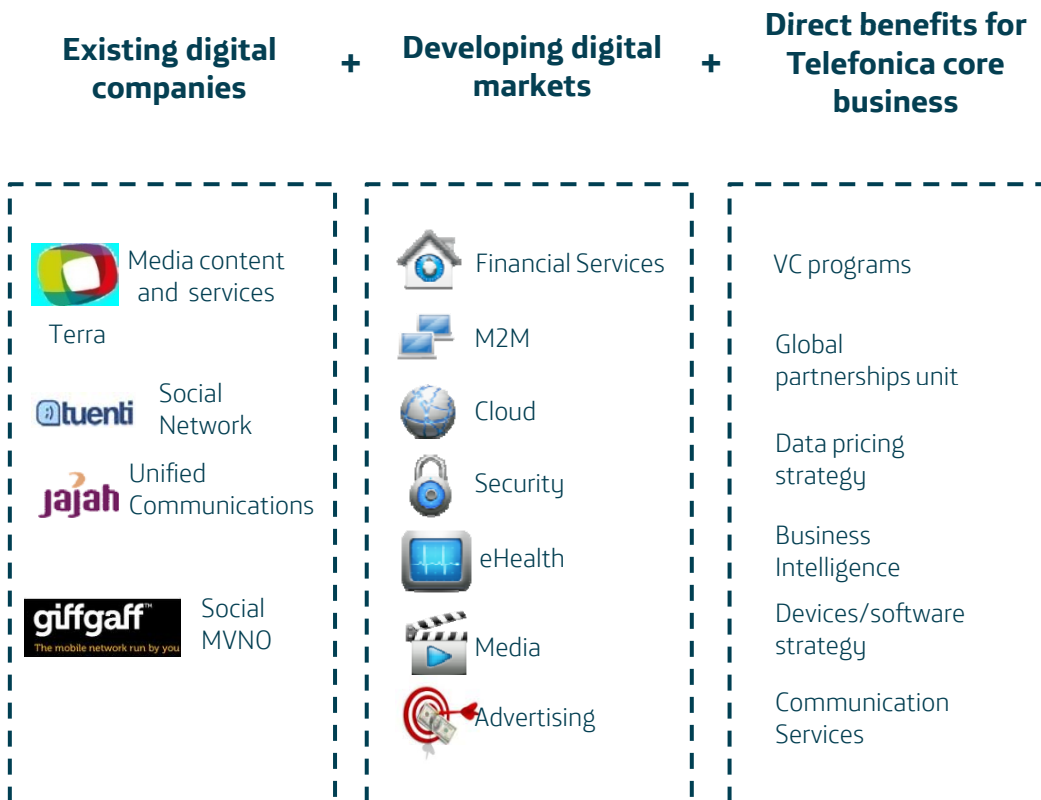 Existing digital
companies
+
Developing digital
markets
+
Direct benefits for
Telefonica core
business
Media content
and services
Terra
tuenti
Social
Network
jajah
Unified
Communications
giffgaff™
The mobile network run by you
Social
MVNO
Financial Services
M2M
Cloud
Security
eHealth
Media
Advertising
VC programs
Global
partnerships unit
Data pricing
strategy
Business
Intelligence
Devices/software
strategy
Communication
Services